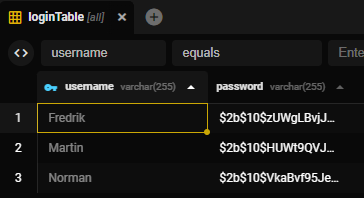 loginTable [all]
username equals Enter
username varchar(255) password varchar(255)
1 Fredrik $2b$10$zUWgLBvjJ...
2 Martin $2b$10$HUWt9QVJ...
3 Norman $2b$10$VkaBvf95Je...